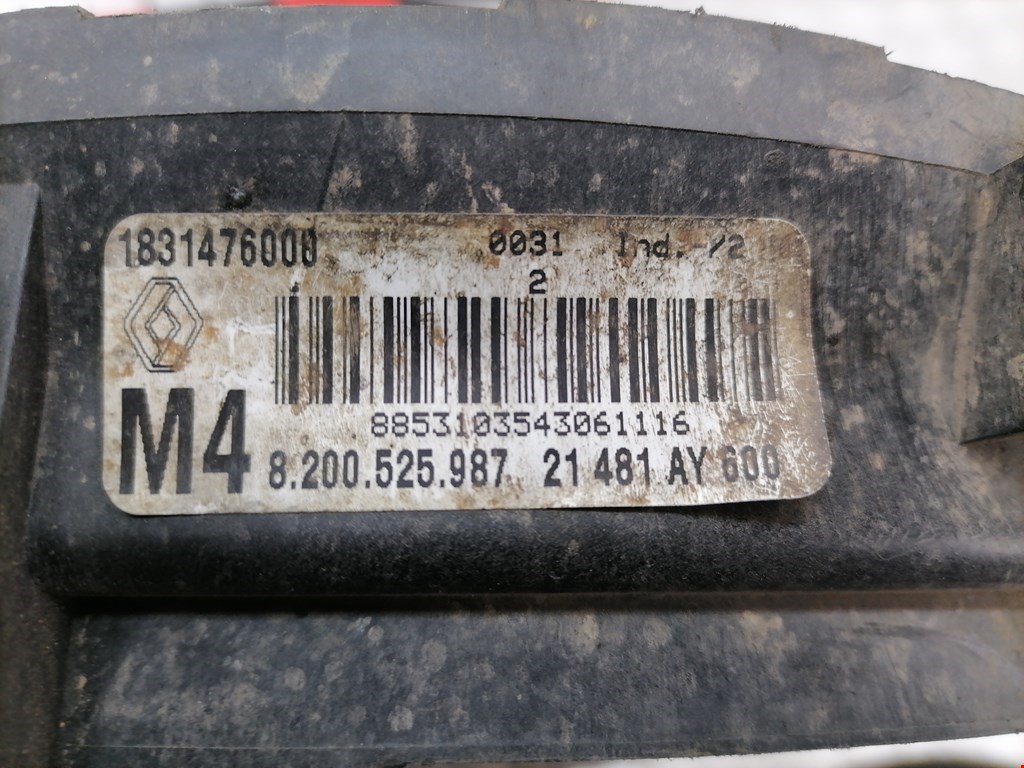 1831476000 0031 Ind. /2
2
8853103543061116
M4 8.200.525.987 21 481 AY 600